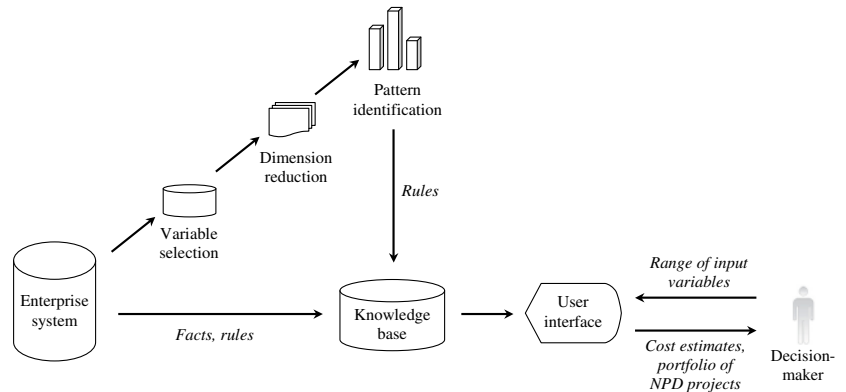 Pattern
identification
Dimension
reduction
Rules
Variable
selection
Enterprise
system
Facts, rules
Knowledge
base
User
interface
Range of input
variables
Cost estimates,
portfolio of
NPD projects
Decision-
maker